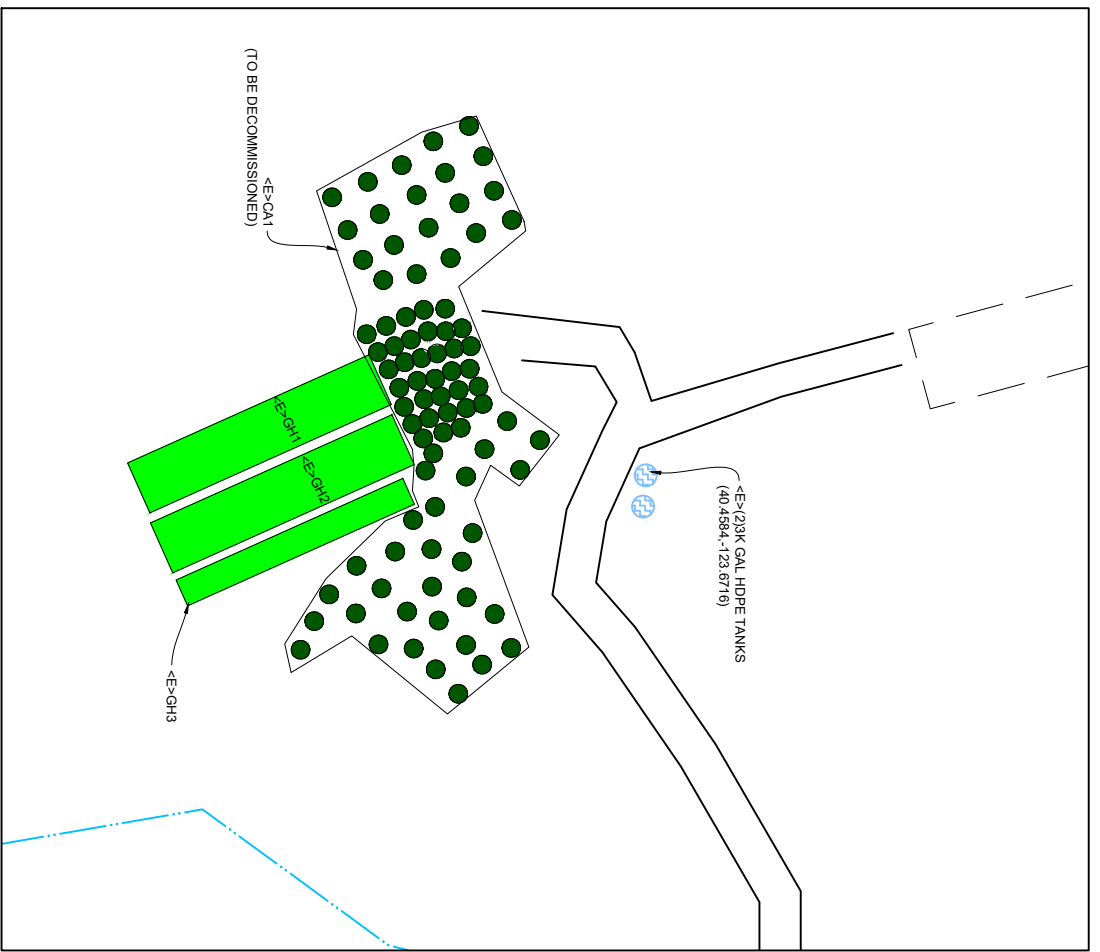 <E>(2)3K GAL HDPE TANKS
(40.4584,-123.6716)
<E>CA1
(TO BE DECOMMISSIONED)
<E>GH1
<E>GH2
<E>GH3